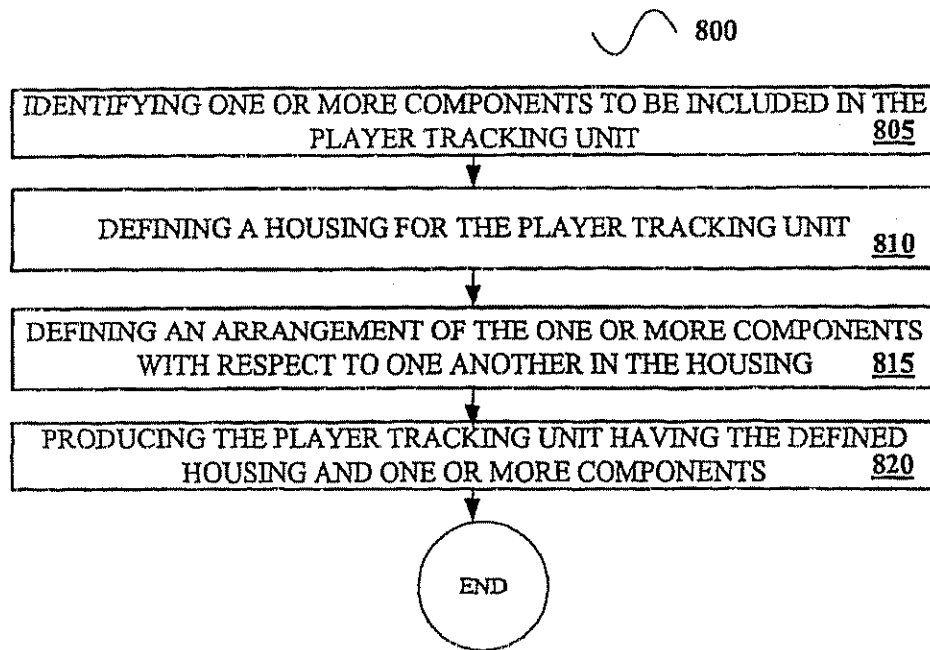 800
IDENTIFYING ONE OR MORE COMPONENTS TO BE INCLUDED IN THE
PLAYER TRACKING UNIT 805
DEFINING A HOUSING FOR THE PLAYER TRACKING UNIT 810
DEFINING AN ARRANGEMENT OF THE ONE OR MORE COMPONENTS
WITH RESPECT TO ONE ANOTHER IN THE HOUSING 815
PRODUCING THE PLAYER TRACKING UNIT HAVING THE DEFINED
HOUSING AND ONE OR MORE COMPONENTS 820
END